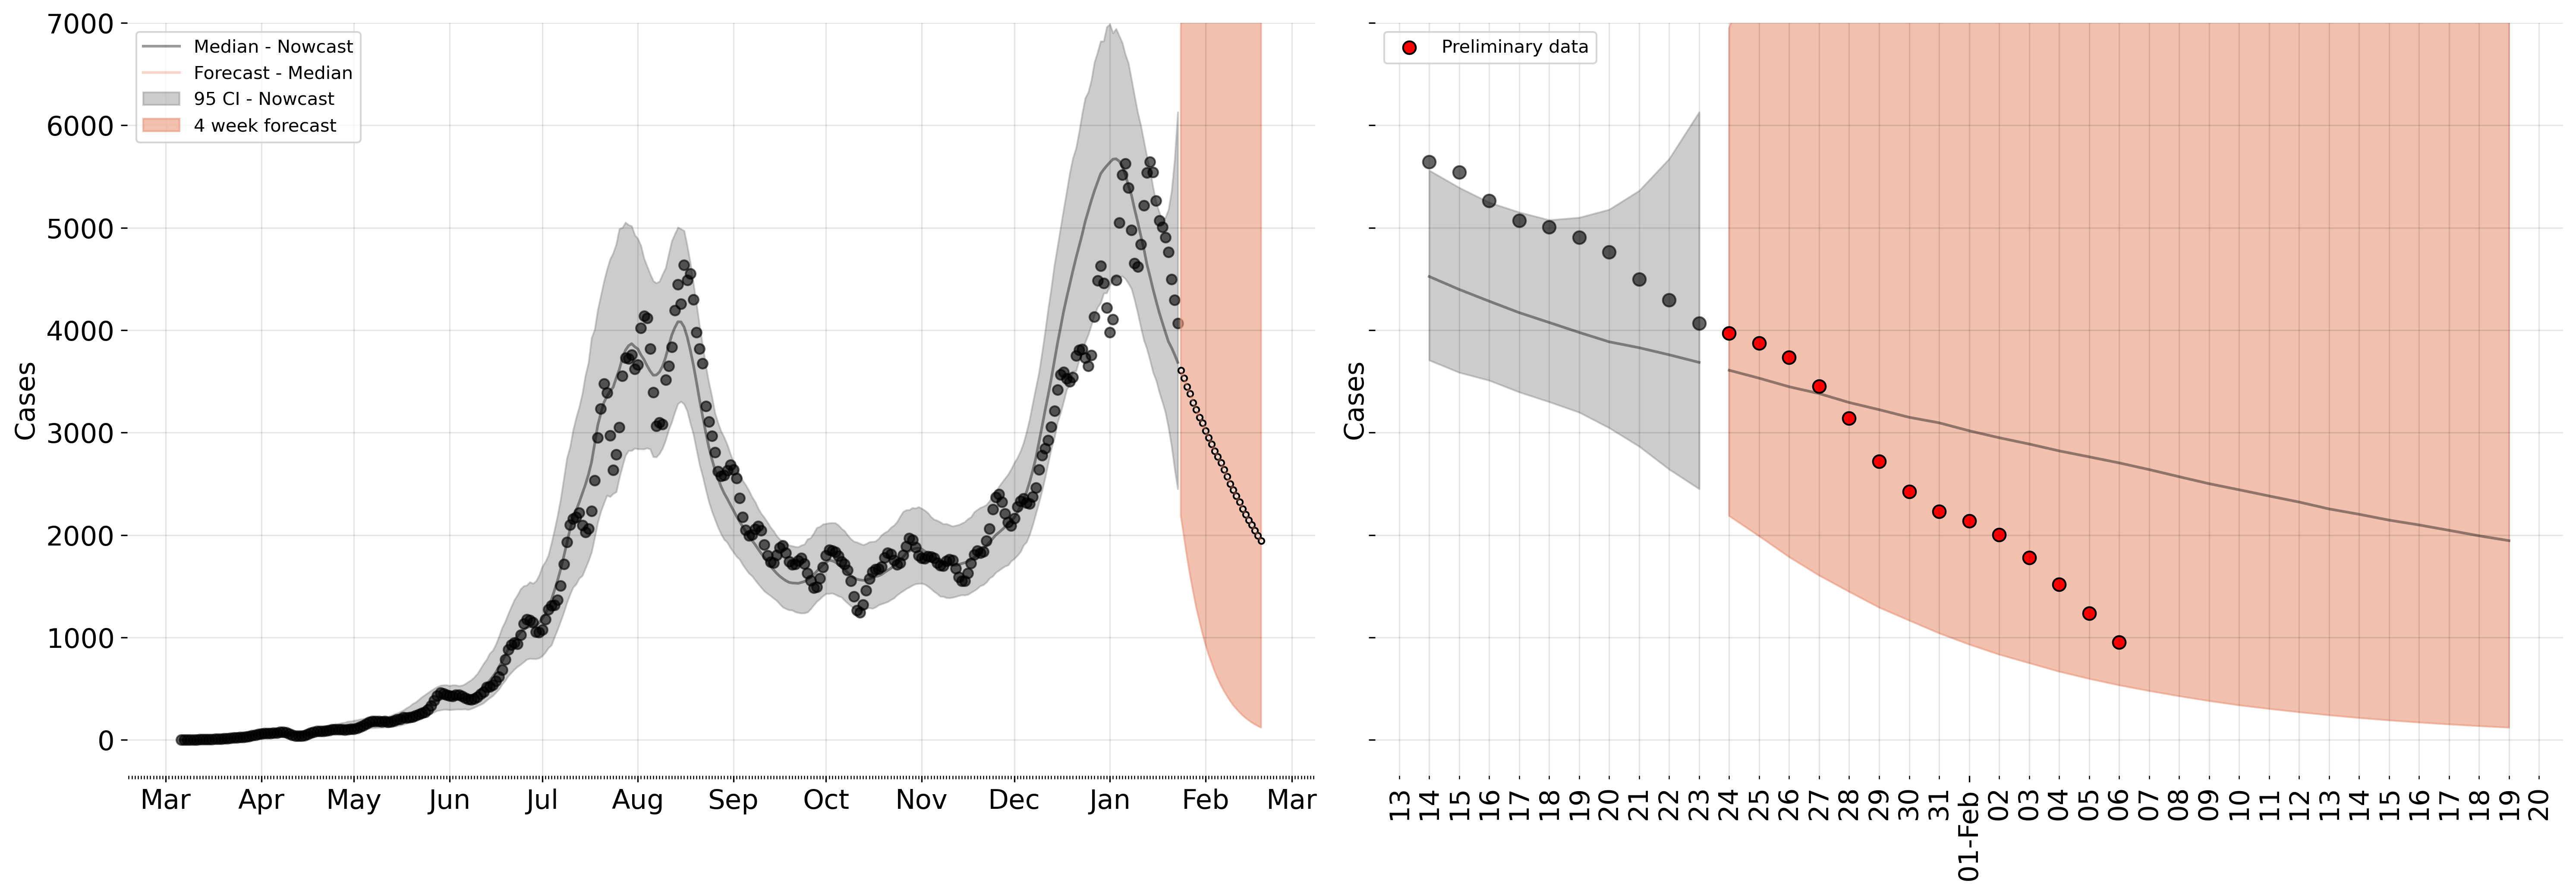 7000
6000
5000
4000
3000
2000
1000
0
Cases
Median - Nowcast
Forecast - Median
95 CI - Nowcast
4 week forecast
Mar Apr May Jun Jul Aug Sep Oct Nov Dec Jan Feb Mar
Cases
Preliminary data
13 14 15 16 17 18 19 20 21 22 23 24 25 26 27 28 29 30 31 01-Feb 02 03 04 05 06 07 08 09 10 11 12 13 14 15 16 17 18 19 20